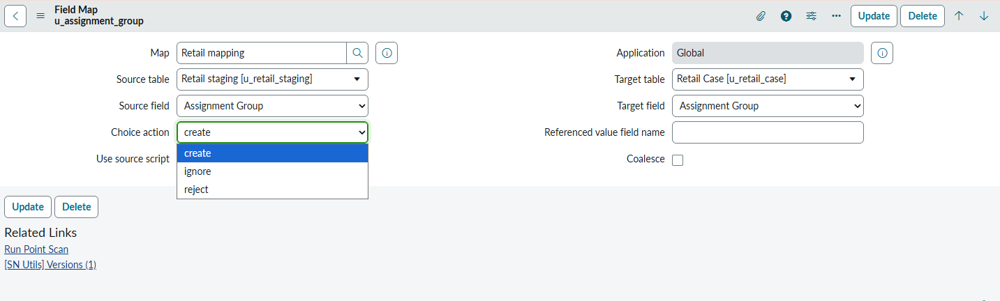 Field Map
u_assignment_group
Update Delete
Map Retail mapping
Application Global
Source table Retail staging [u_retail_staging]
Target table Retail Case [u_retail_case]
Source field Assignment Group
Target field Assignment Group
Choice action create
Referenced value field name
create
Use source script
Coalesce
ignore
reject
Update Delete
Related Links
Run Point Scan
[SN Utils] Versions (1)